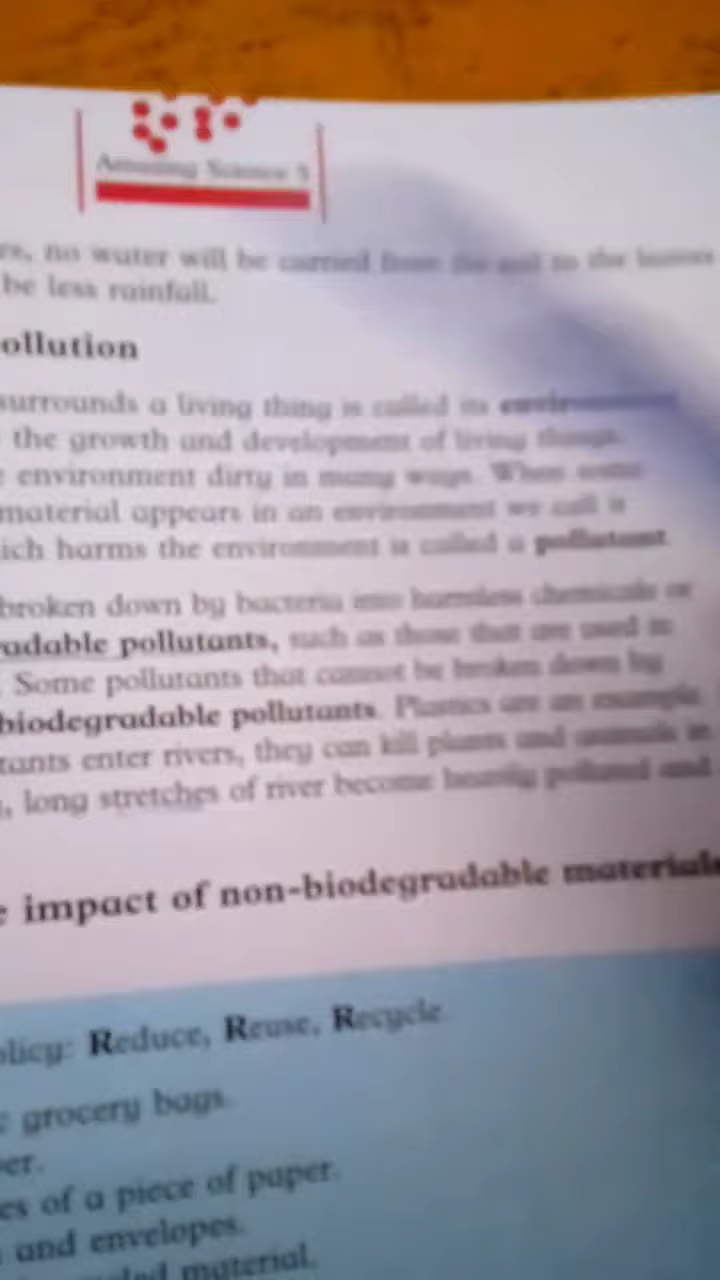 Amazing Science 5
es, no water will be carried from the soil to the leaves
be less rainfall.
ollution
surrounds a living thing is called its environment
the growth and development of living things.
environment dirty in many ways. When some
material appears in an environment we call it
ich harms the environment is called a pollutant
broken down by bacteria into harmless chemicals or
adable pollutants, such as those that are used in
Some pollutants that cannot be broken down by
biodegradable pollutants. Plastics are an example
tants enter rivers, they can kill plants and animals in
, long stretches of river become heavily polluted and
e impact of non-biodegradable materials
olicy: Reduce, Reuse, Recycle
c grocery bags.
er.
es of a piece of paper.
and envelopes.
material.